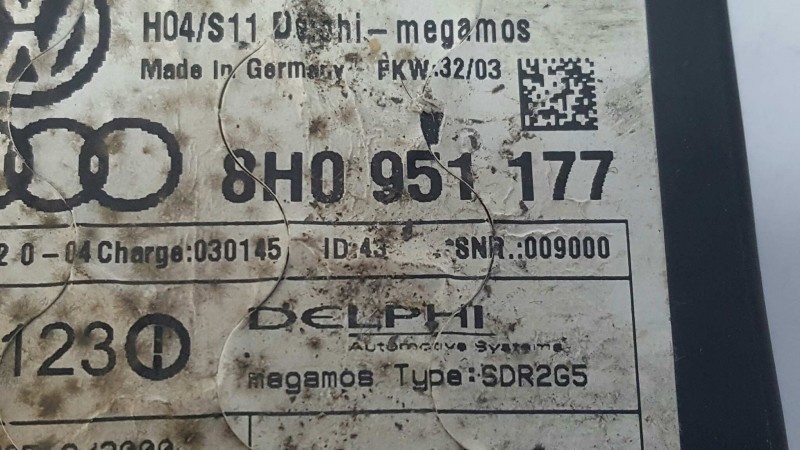 H04/S11 Delphi - megamos
Made in Germany PKW:32/03
8H0 951 177
2 0 - 04 Charge:030145 ID:43 SNR.:009000
123
DELPHI
Automotive Systems
megamos Type:SDR2G5